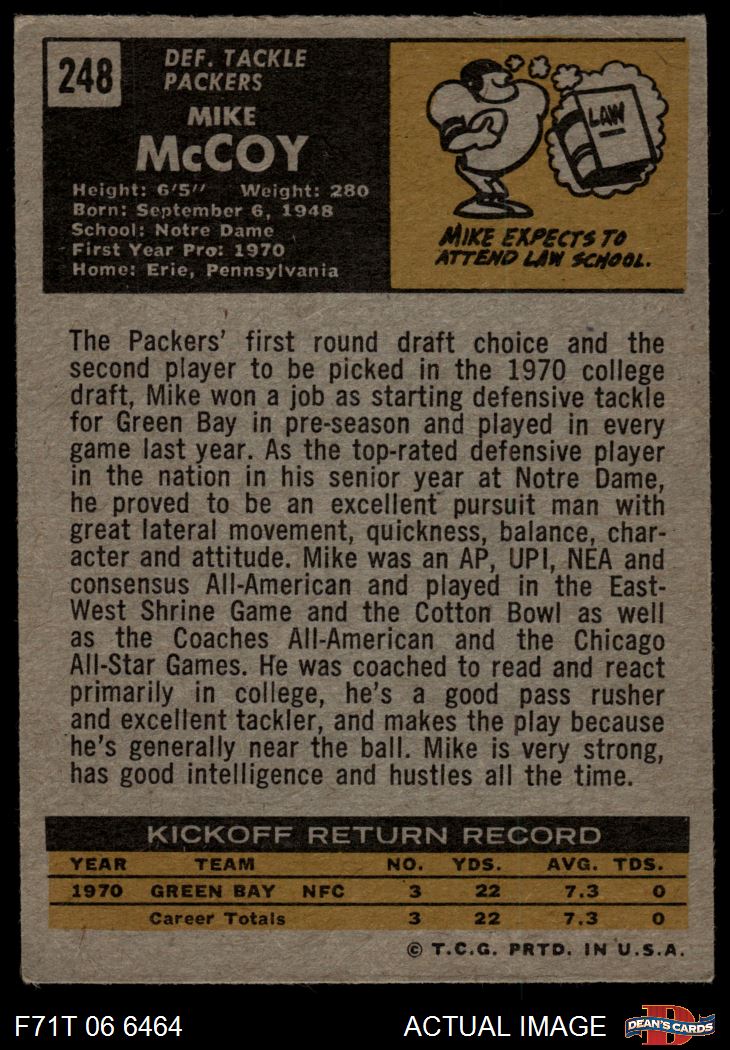 248
DEF. TACKLE
PACKERS
MIKE
McCOY
Height: 6'5" Weight: 280
Born: September 6, 1948
School: Notre Dame
First Year Pro: 1970
Home: Erie, Pennsylvania
LAW
MIKE EXPECTS TO
ATTEND LAW SCHOOL.
The Packers' first round draft choice and the
second player to be picked in the 1970 college
draft, Mike won a job as starting defensive tackle
for Green Bay in pre-season and played in every
game last year. As the top-rated defensive player
in the nation in his senior year at Notre Dame,
he proved to be an excellent pursuit man with
great lateral movement, quickness, balance, char-
acter and attitude. Mike was an AP, UPI, NEA and
consensus All-American and played in the East-
West Shrine Game and the Cotton Bowl as well
as the Coaches All-American and the Chicago
All-Star Games. He was coached to read and react
primarily in college, he's a good pass rusher
and excellent tackler, and makes the play because
he's generally near the ball. Mike is very strong,
has good intelligence and hustles all the time.
KICKOFF RETURN RECORD
YEAR TEAM NO. YDS. AVG. TDS.
1970 GREEN BAY NFC 3 22 7.3 0
Career Totals 3 22 7.3 0
© T.C.G. PRTD. IN U.S.A.
F71T 06 6464 ACTUAL IMAGE D DEAN'S CARDS